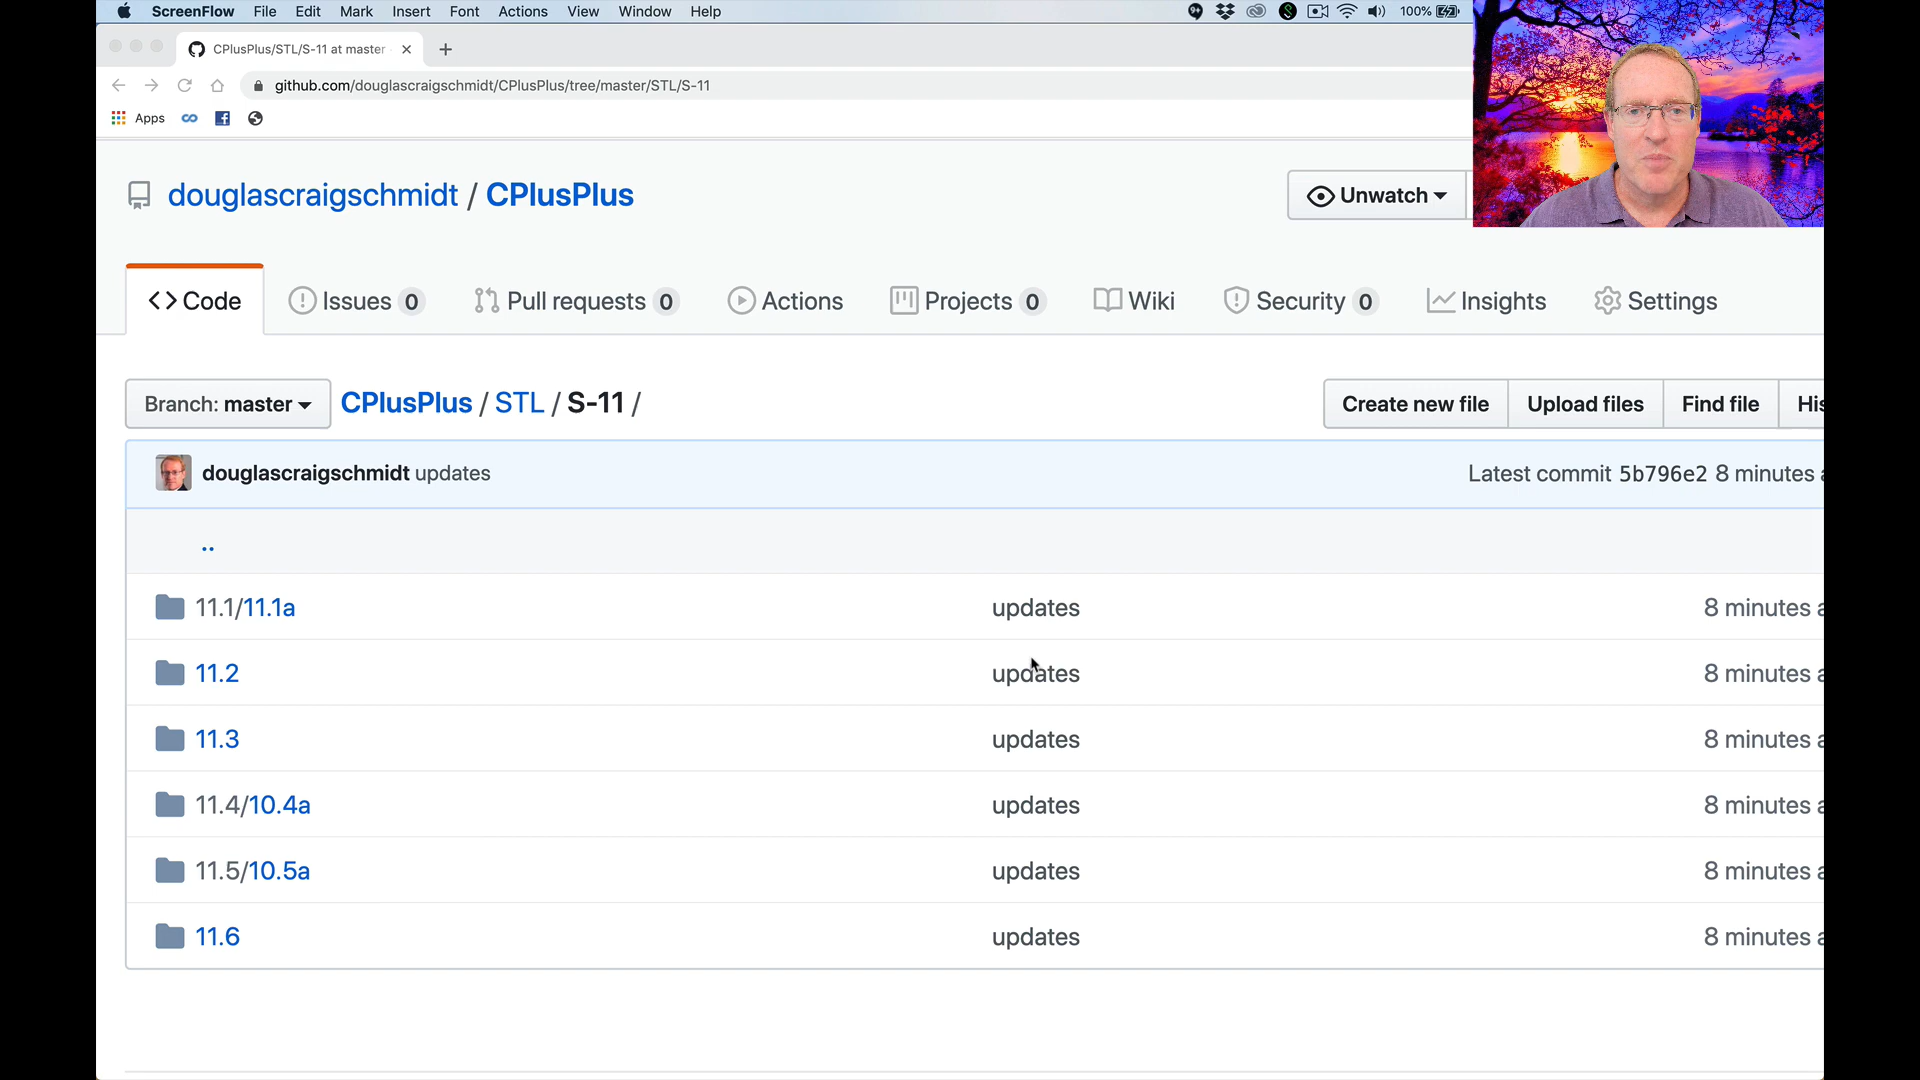 ScreenFlow File Edit Mark Insert Font Actions View Window Help 100%
CPlusPlus/STL/S-11 at master
github.com/douglascraigschmidt/CPlusPlus/tree/master/STL/S-11
Apps
douglascraigschmidt / CPlusPlus
Unwatch
Code Issues 0 Pull requests 0 Actions Projects 0 Wiki Security 0 Insights Settings
Branch: master CPlusPlus / STL / S-11 /
Create new file Upload files Find file His
douglascraigschmidt updates Latest commit 5b796e2 8 minutes a
..
11.1/11.1a updates 8 minutes a
11.2 updates 8 minutes a
11.3 updates 8 minutes a
11.4/10.4a updates 8 minutes a
11.5/10.5a updates 8 minutes a
11.6 updates 8 minutes a